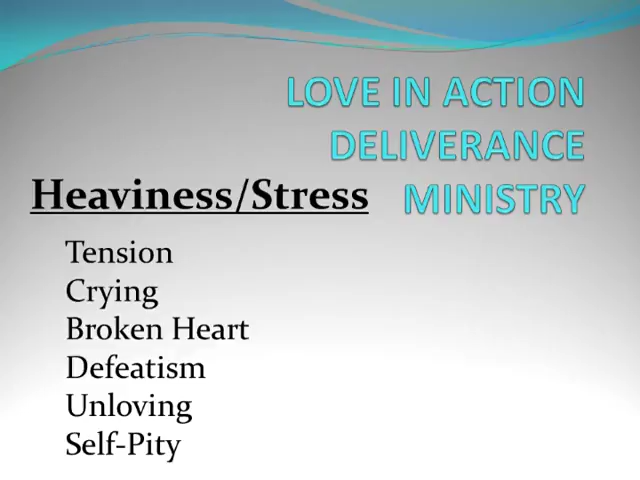 LOVE IN ACTION
DELIVERANCE
MINISTRY
Heaviness/Stress
Tension
Crying
Broken Heart
Defeatism
Unloving
Self-Pity